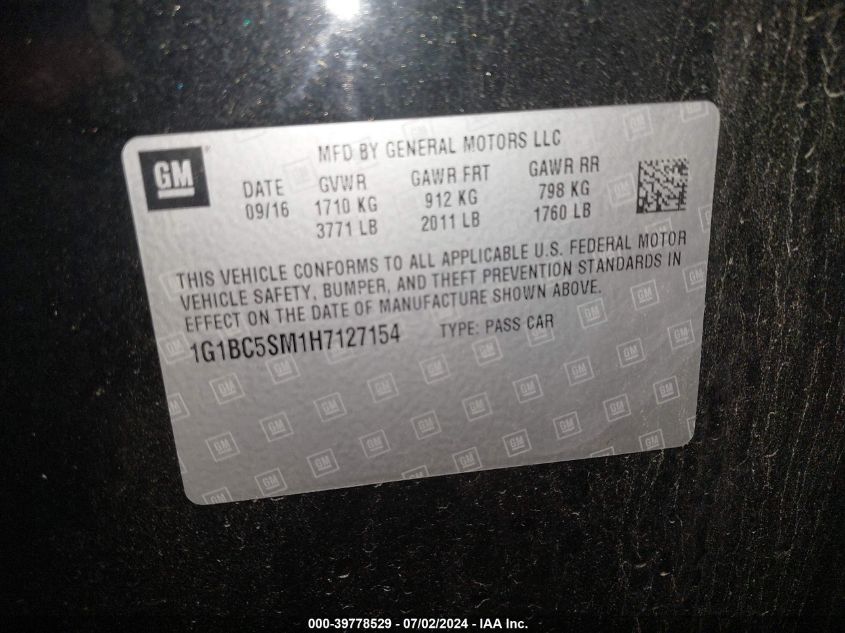 GM
MFD BY GENERAL MOTORS LLC
DATE GVWR GAWR FRT GAWR RR
09/16 1710 KG 912 KG 798 KG
3771 LB 2011 LB 1760 LB
THIS VEHICLE CONFORMS TO ALL APPLICABLE U.S. FEDERAL MOTOR
VEHICLE SAFETY, BUMPER, AND THEFT PREVENTION STANDARDS IN
EFFECT ON THE DATE OF MANUFACTURE SHOWN ABOVE.
1G1BC5SM1H7127154 TYPE: PASS CAR
000-39778529 - 07/02/2024 - IAA Inc.